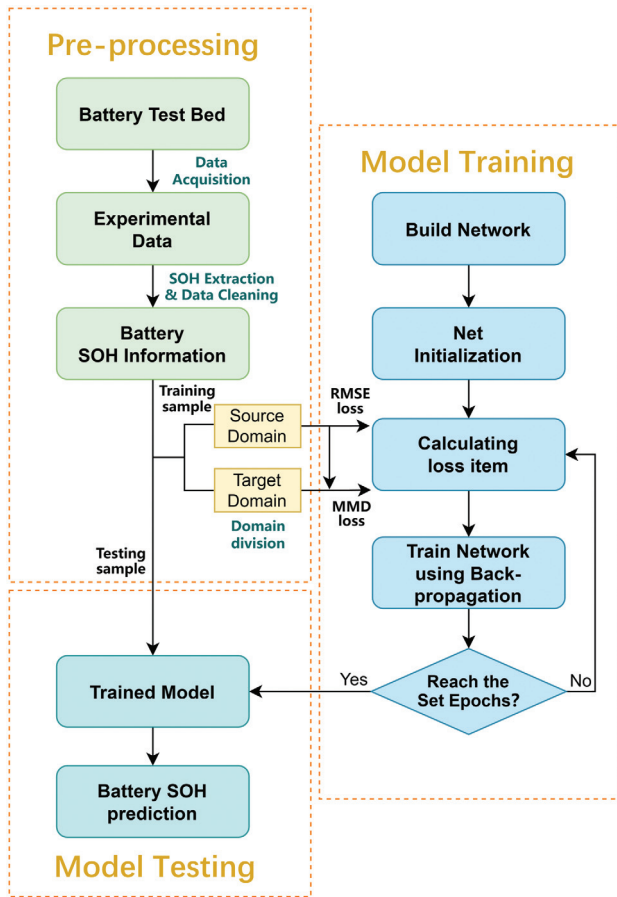 Pre-processing
Battery Test Bed
Data
Acquisition
Experimental
Data
SOH Extraction
& Data Cleaning
Battery
SOH Information
Training
sample
Source
Domain
Target
Domain
Domain
division
Testing
sample
RMSE
loss
MMD
loss
Model Training
Build Network
Net
Initialization
Calculating
loss item
Train Network
using Back-
propagation
Reach the
Set Epochs?
Yes
No
Trained Model
Battery SOH
prediction
Model Testing